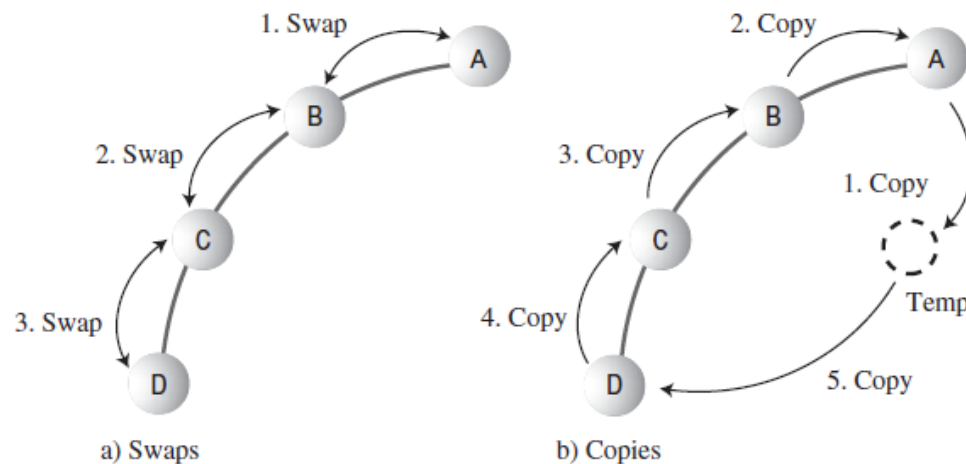 1. Swap
A
B
2. Swap
C
3. Swap
D
a) Swaps
2. Copy
A
B
3. Copy
1. Copy
C
Temp
4. Copy
D
5. Copy
b) Copies